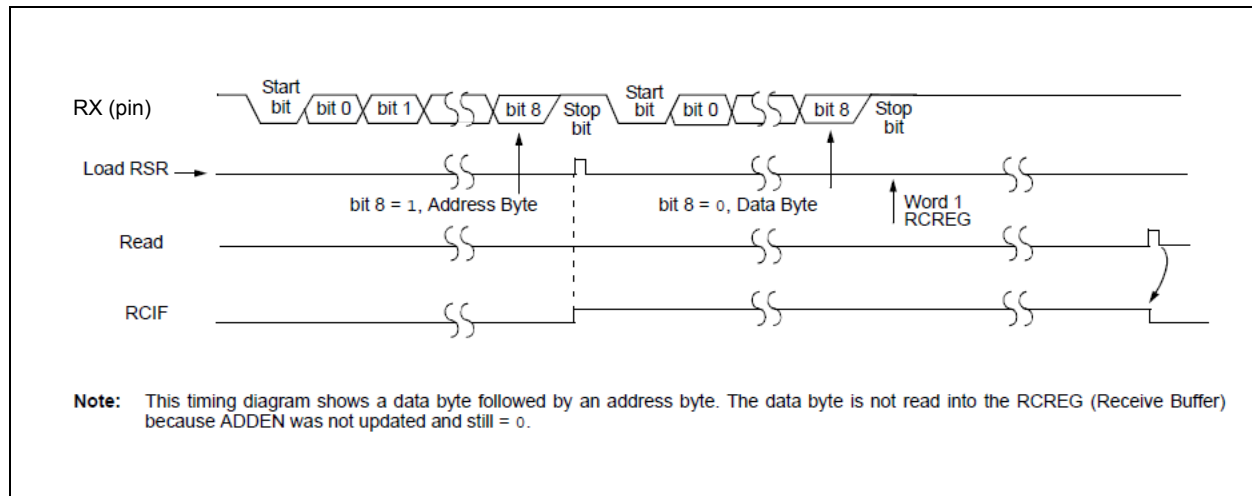 RX (pin)
Start
bit
bit 0
bit 1
bit 8
Stop
bit
Start
bit
bit 0
bit 8
Stop
bit
Load RSR
bit 8 = 1, Address Byte
bit 8 = 0, Data Byte
Word 1
RCREG
Read
RCIF
Note: This timing diagram shows a data byte followed by an address byte. The data byte is not read into the RCREG (Receive Buffer)
because ADDEN was not updated and still = 0.